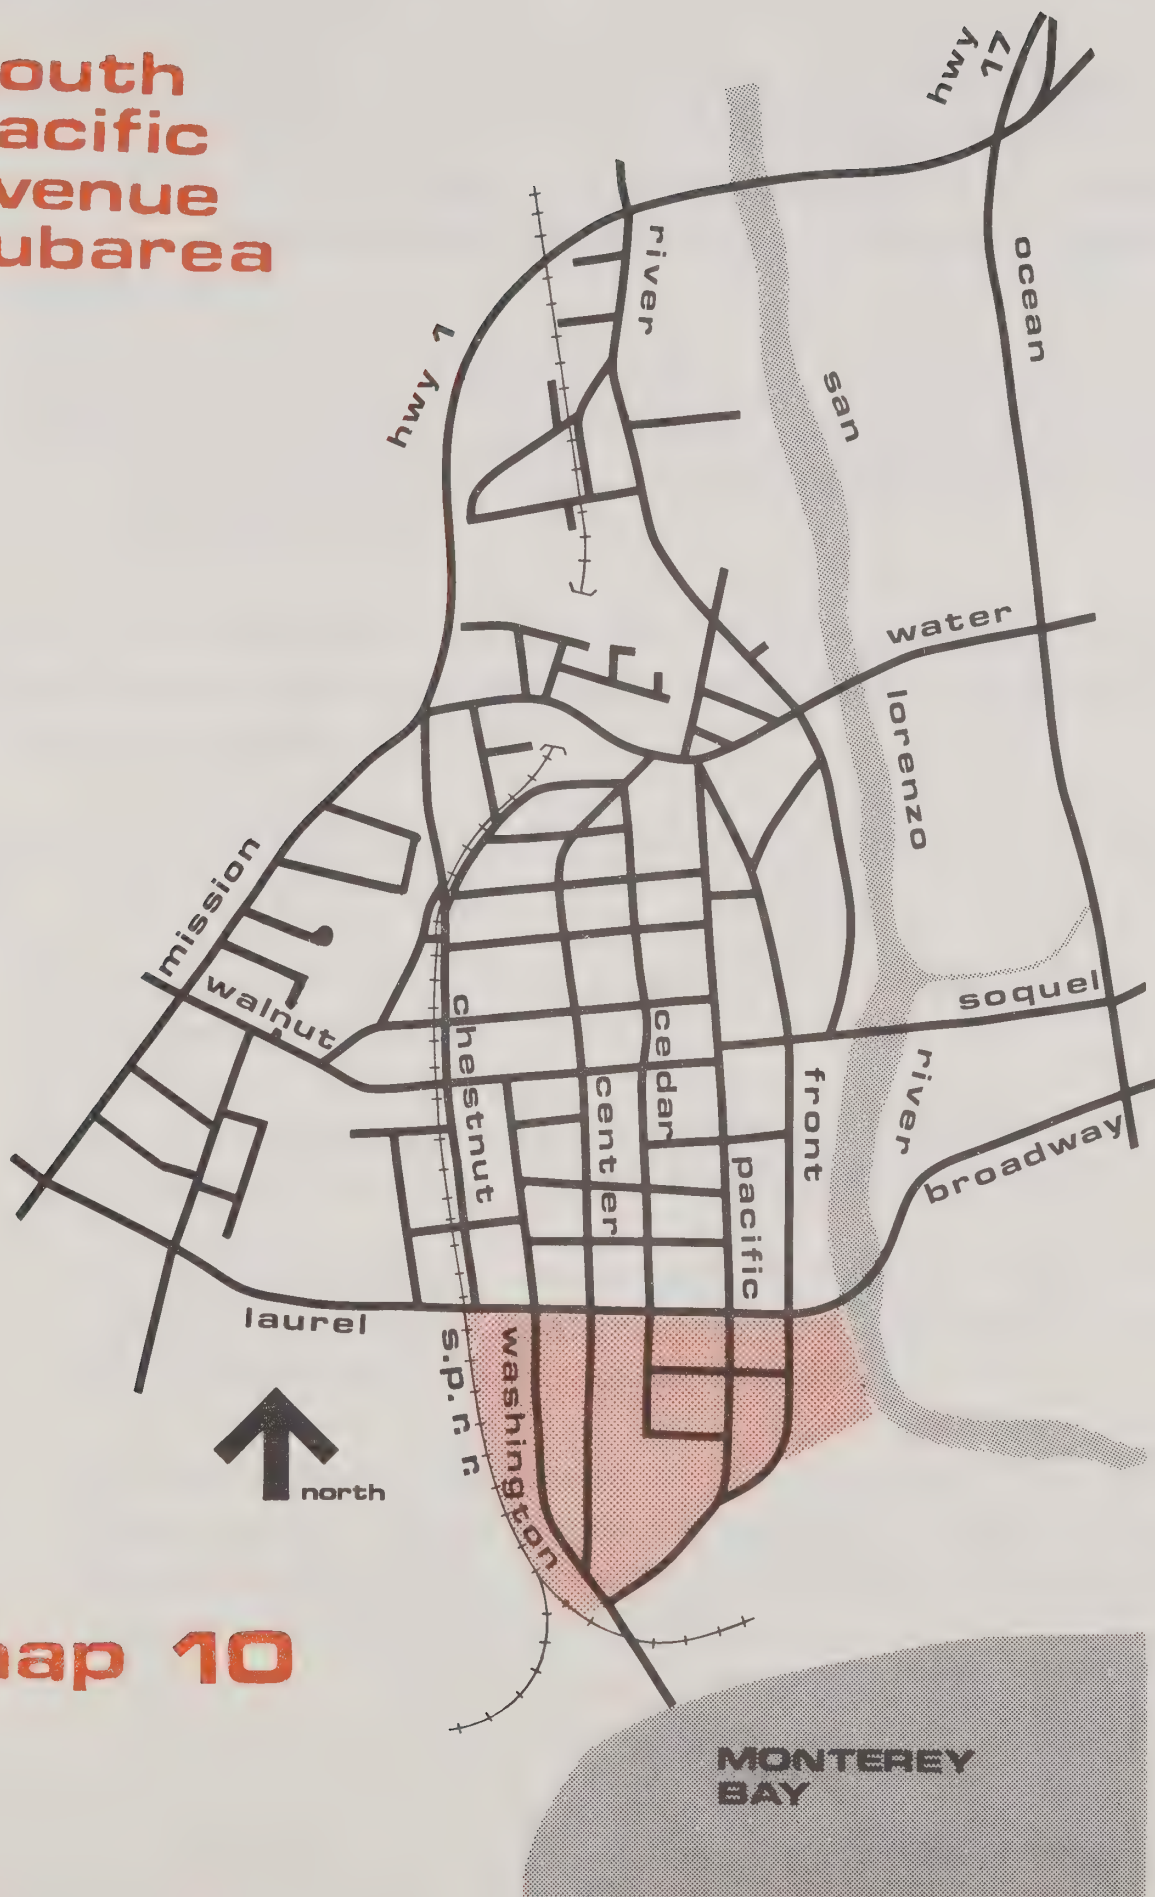 outh
acific
venue
ubarea
hwy 17
river
ocean
hwy 1
san
water
lorenzo
mission
walnut
chestnut
cedar
soquel
center
front
river
pacific
broadway
laurel
s.p. r. r.
washington
north
ap 10
MONTEREY
BAY